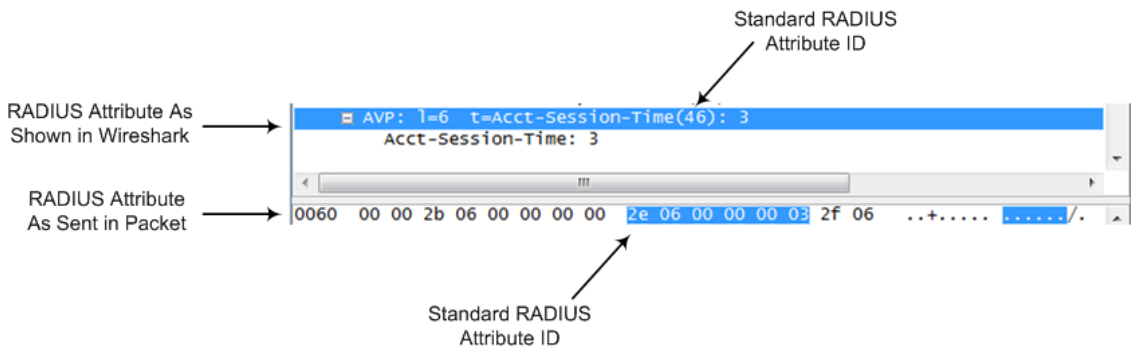 Standard RADIUS
Attribute ID
RADIUS Attribute As
Shown in Wireshark
AVP: l=6  t=Acct-Session-Time(46): 3
Acct-Session-Time: 3
RADIUS Attribute
As Sent in Packet
0060  00 00 2b 06 00 00 00 00  2e 06 00 00 00 03 2f 06  ..+..... ....../.
Standard RADIUS
Attribute ID